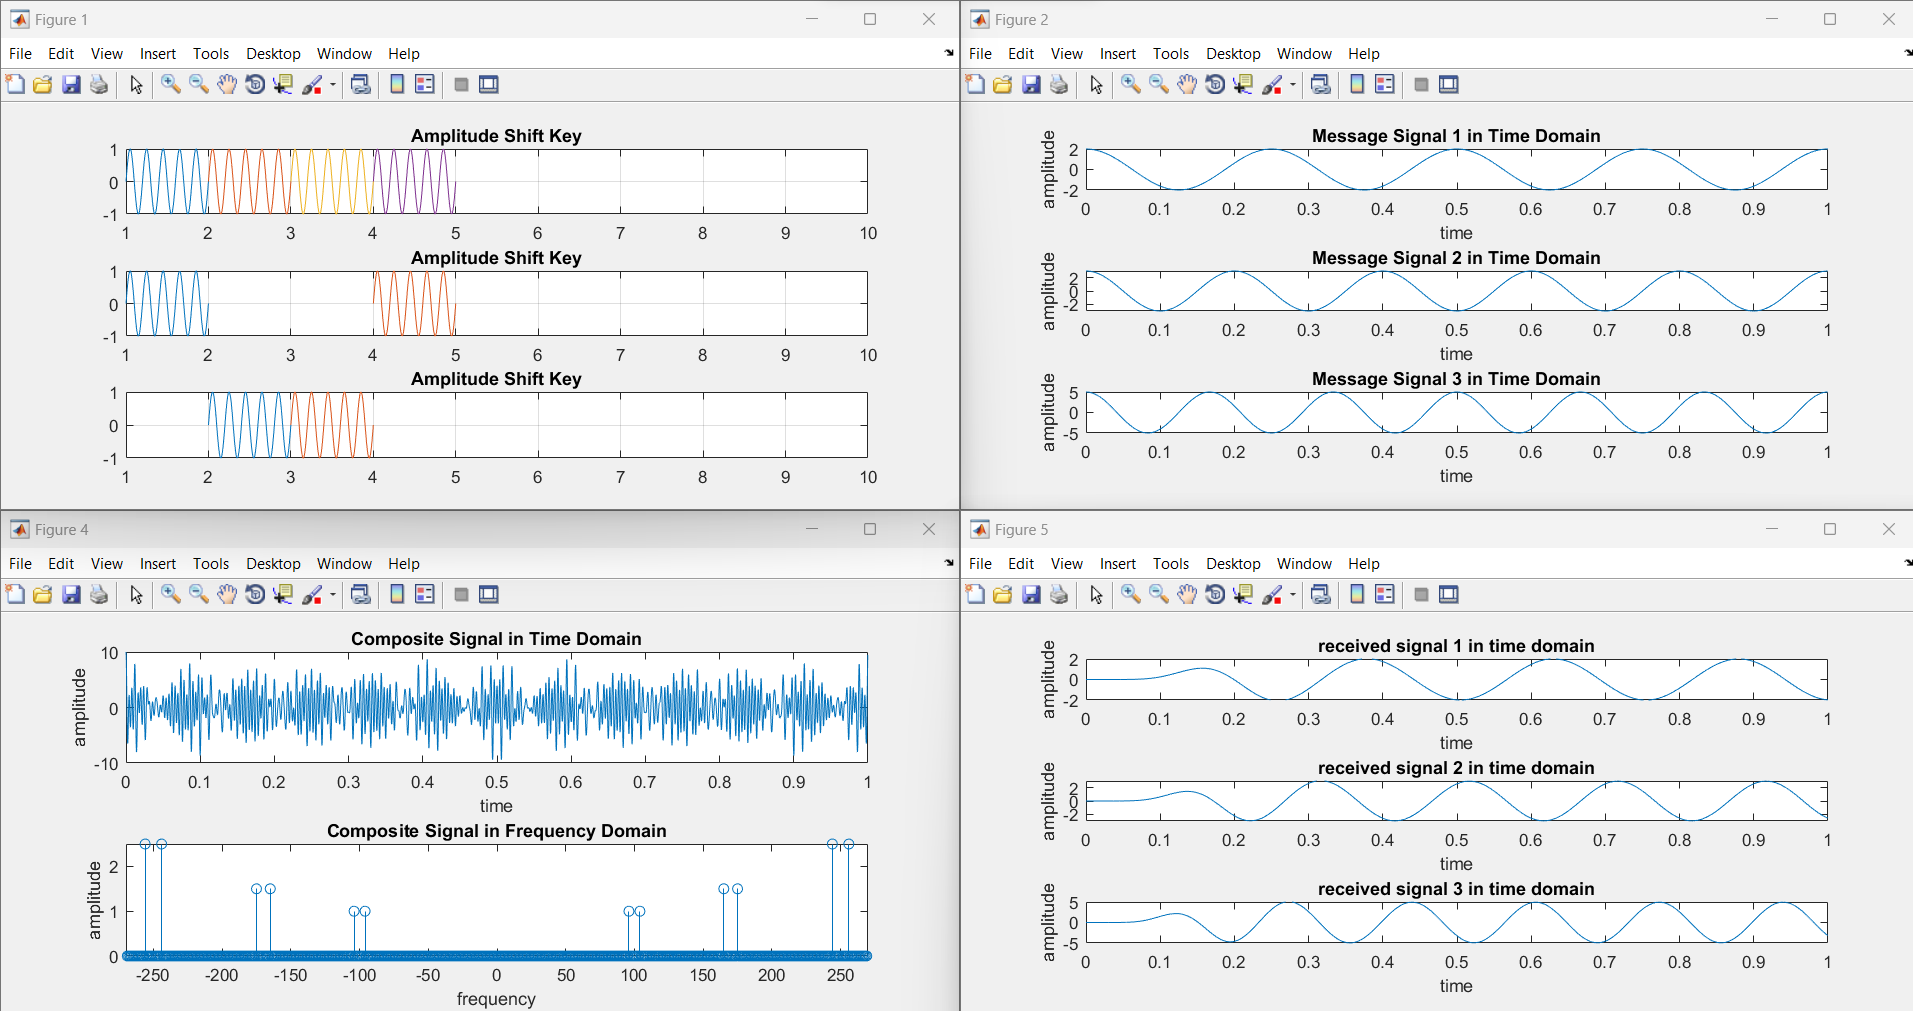 Figure 1
File Edit View Insert Tools Desktop Window Help
Amplitude Shift Key
1
0
-1
1 2 3 4 5 6 7 8 9 10
Amplitude Shift Key
1
0
-1
1 2 3 4 5 6 7 8 9 10
Amplitude Shift Key
1
0
-1
1 2 3 4 5 6 7 8 9 10
Figure 2
File Edit View Insert Tools Desktop Window Help
Message Signal 1 in Time Domain
amplitude
2
0
-2
0 0.1 0.2 0.3 0.4 0.5 0.6 0.7 0.8 0.9 1
time
Message Signal 2 in Time Domain
amplitude
2
0
-2
0 0.1 0.2 0.3 0.4 0.5 0.6 0.7 0.8 0.9 1
time
Message Signal 3 in Time Domain
amplitude
5
0
-5
0 0.1 0.2 0.3 0.4 0.5 0.6 0.7 0.8 0.9 1
time
Figure 4
File Edit View Insert Tools Desktop Window Help
Composite Signal in Time Domain
amplitude
10
0
-10
0 0.1 0.2 0.3 0.4 0.5 0.6 0.7 0.8 0.9 1
time
Composite Signal in Frequency Domain
amplitude
2
1
0
-250 -200 -150 -100 -50 0 50 100 150 200 250
frequency
Figure 5
File Edit View Insert Tools Desktop Window Help
received signal 1 in time domain
amplitude
2
0
-2
0 0.1 0.2 0.3 0.4 0.5 0.6 0.7 0.8 0.9 1
time
received signal 2 in time domain
amplitude
2
0
-2
0 0.1 0.2 0.3 0.4 0.5 0.6 0.7 0.8 0.9 1
time
received signal 3 in time domain
amplitude
5
0
-5
0 0.1 0.2 0.3 0.4 0.5 0.6 0.7 0.8 0.9 1
time